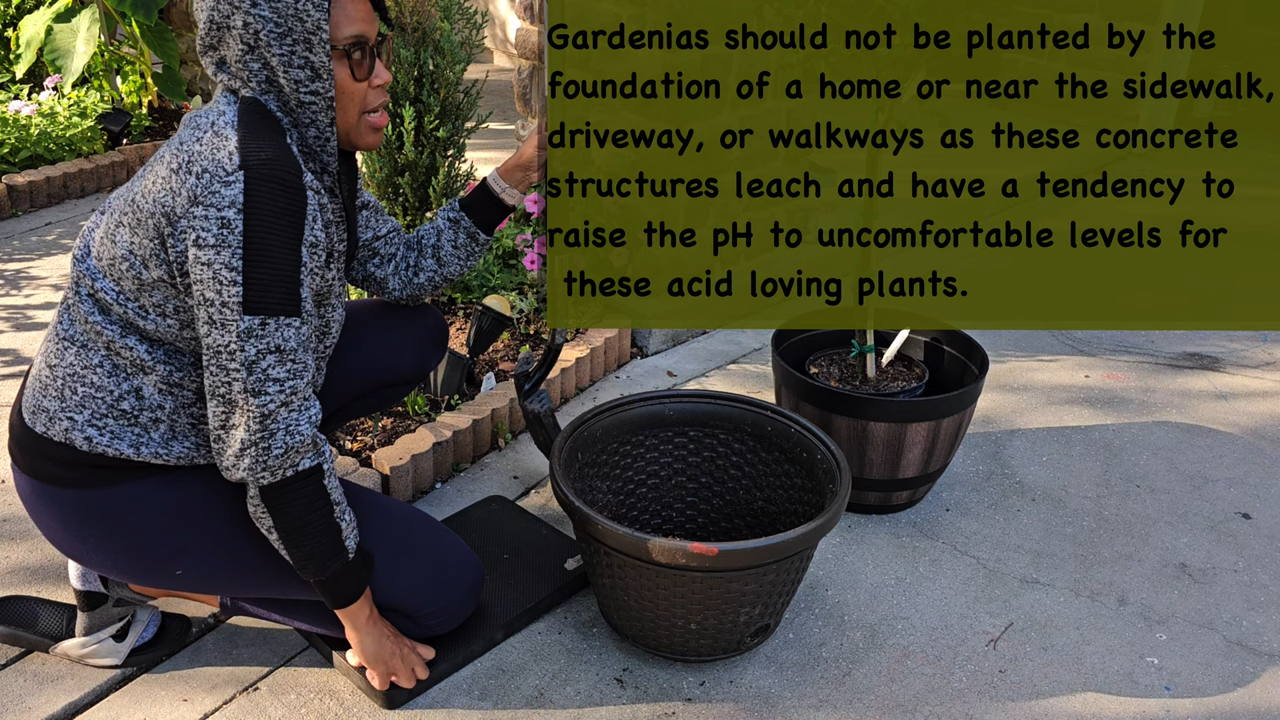 Gardenias should not be planted by the
foundation of a home or near the sidewalk,
driveway, or walkways as these concrete
structures leach and have a tendency to
raise the pH to uncomfortable levels for
these acid loving plants.